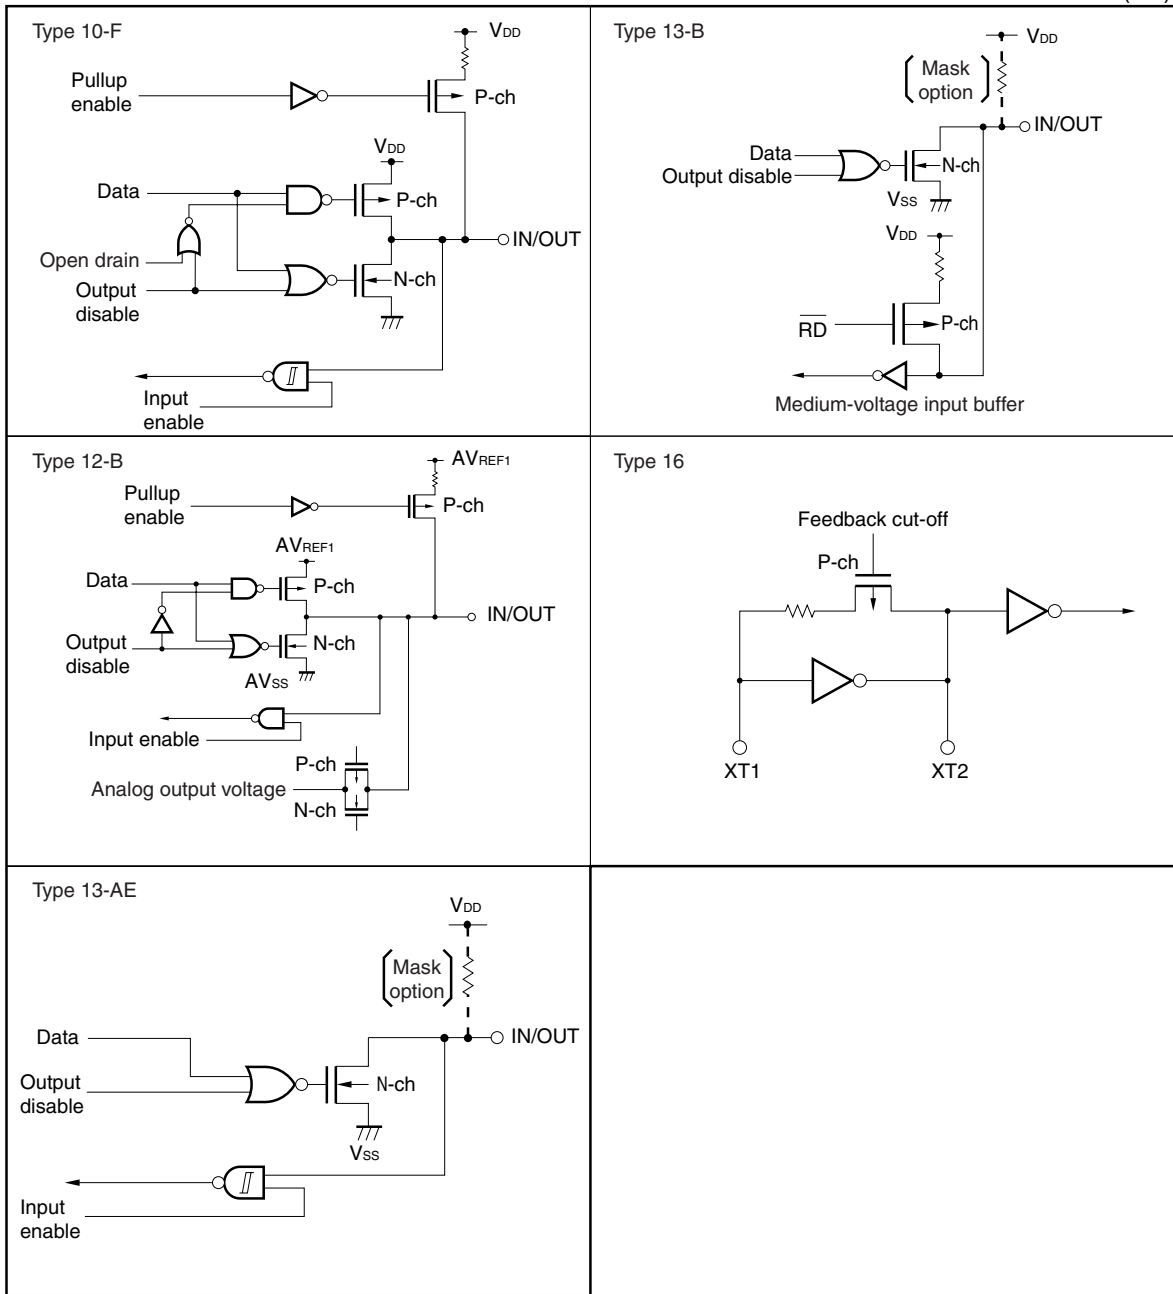 Type 10-F
VDD
Pullup
enable
P-ch
VDD
Data
P-ch
IN/OUT
Open drain
N-ch
Output
disable
Input
enable
Type 13-B
VDD
Mask
option
IN/OUT
Data
Output disable
N-ch
VSS
VDD
P-ch
RD
Medium-voltage input buffer
Type 12-B
AVREF1
Pullup
enable
P-ch
AVREF1
Data
P-ch
IN/OUT
Output
disable
N-ch
AVSS
Input enable
P-ch
Analog output voltage
N-ch
Type 16
Feedback cut-off
P-ch
XT1
XT2
Type 13-AE
VDD
Mask
option
Data
IN/OUT
Output
disable
N-ch
VSS
Input
enable